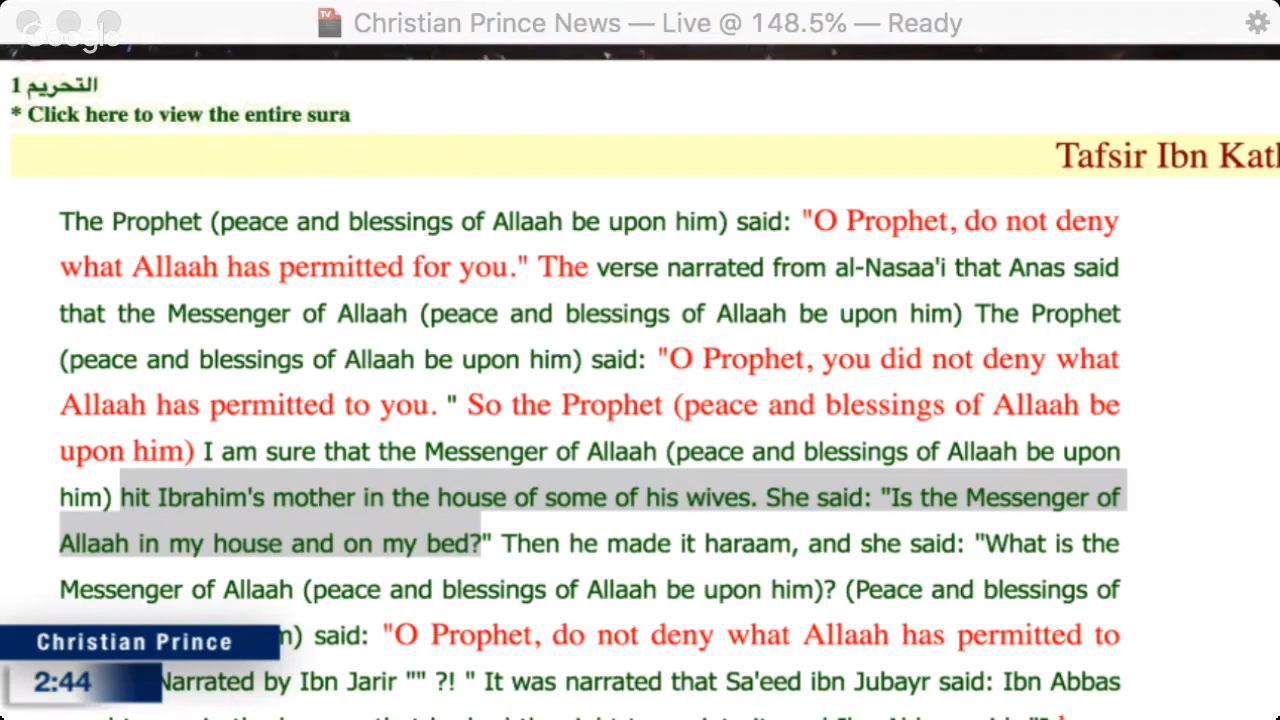 Christian Prince News — Live @ 148.5% — Ready
Google
التحريم 1
* Click here to view the entire sura
Tafsir Ibn Kath
The Prophet (peace and blessings of Allaah be upon him) said: "O Prophet, do not deny
what Allaah has permitted for you." The verse narrated from al-Nasaa'i that Anas said
that the Messenger of Allaah (peace and blessings of Allaah be upon him) The Prophet
(peace and blessings of Allaah be upon him) said: "O Prophet, you did not deny what
Allaah has permitted to you. " So the Prophet (peace and blessings of Allaah be
upon him) I am sure that the Messenger of Allaah (peace and blessings of Allaah be upon
him) hit Ibrahim's mother in the house of some of his wives. She said: "Is the Messenger of
Allaah in my house and on my bed?" Then he made it haraam, and she said: "What is the
Messenger of Allaah (peace and blessings of Allaah be upon him)? (Peace and blessings of
m) said: "O Prophet, do not deny what Allaah has permitted to
Christian Prince
Narrated by Ibn Jarir "" ?! " It was narrated that Sa'eed ibn Jubayr said: Ibn Abbas
2:44